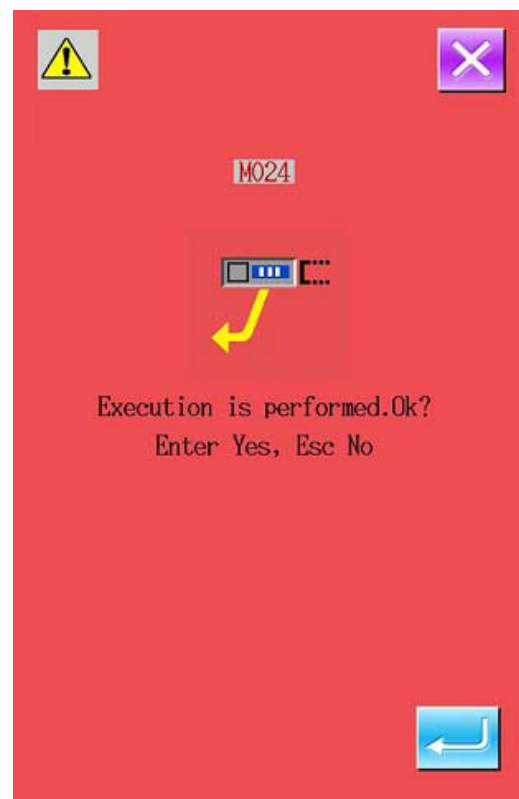 M024
Execution is performed.Ok?
Enter Yes, Esc No